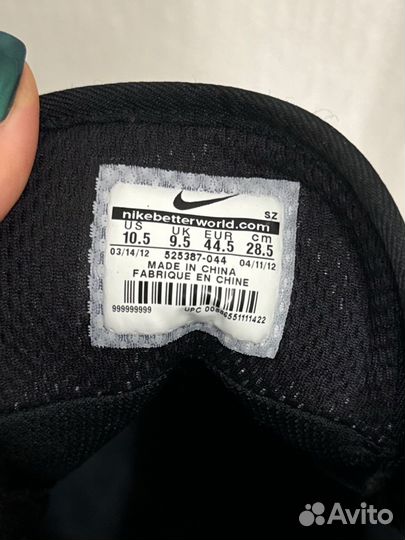 SZ
nikebetterworld.com
US UK EUR cm
10.5 9.5 44.5 28.5
03/14/12 525387-044 04/11/12
MADE IN CHINA
FABRIQUE EN CHINE
999999999 UPC
Avito